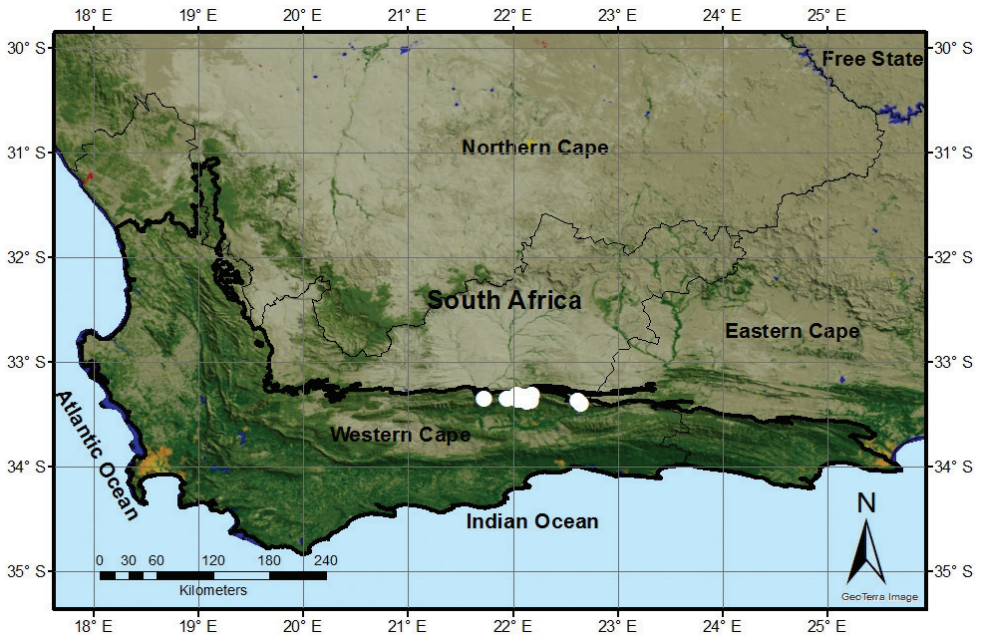 18° E 19° E 20° E 21° E 22° E 23° E 24° E 25° E
30° S 30° S
Free State
Northern Cape
31° S 31° S
32° S 32° S
South Africa
Eastern Cape
33° S 33° S
Atlantic Ocean
Western Cape
34° S 34° S
Indian Ocean
N
0 30 60 120 180 240
Kilometers
35° S 35° S
GeoTerra Image
18° E 19° E 20° E 21° E 22° E 23° E 24° E 25° E